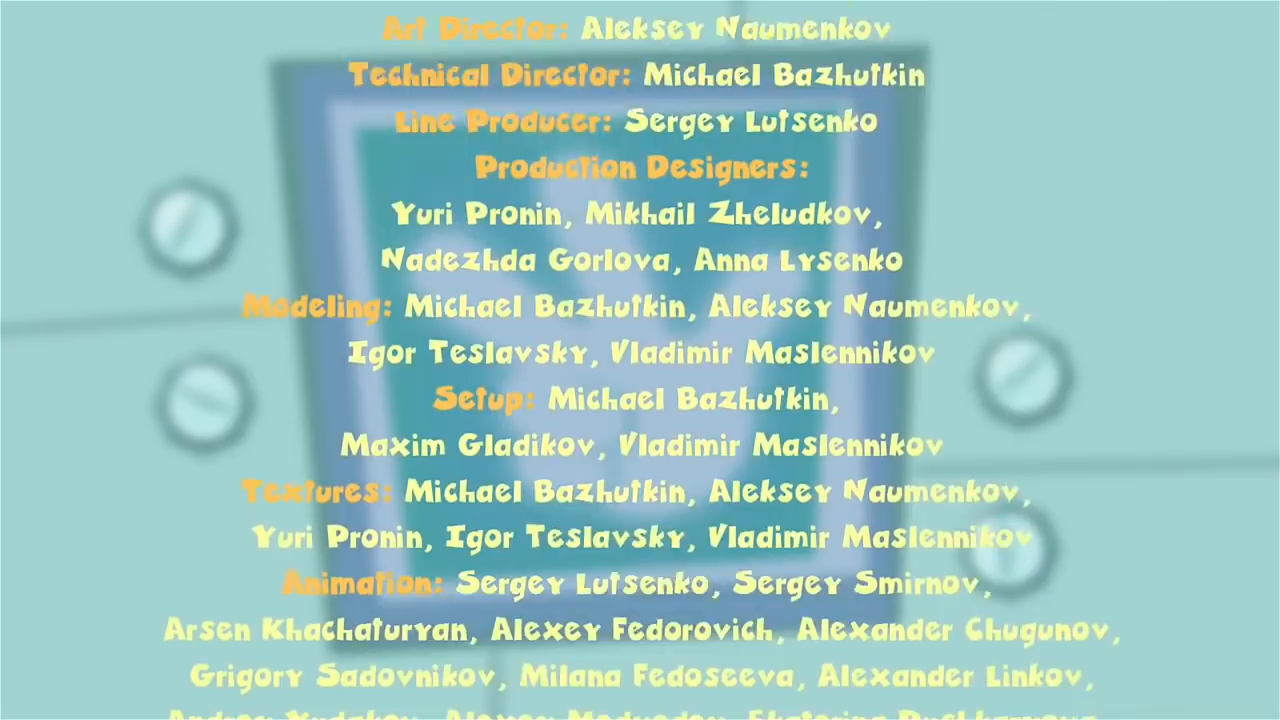 Art Director: Aleksey Naumenkov
Technical Director: Michael Bazhutkin
Line Producer: Sergey Lutsenko
Production Designers:
Yuri Pronin, Mikhail Zheludkov,
Nadezhda Gorlova, Anna Lysenko
Modeling: Michael Bazhutkin, Aleksey Naumenkov,
Igor Teslavsky, Vladimir Maslennikov
Setup: Michael Bazhutkin,
Maxim Gladikov, Vladimir Maslennikov
Textures: Michael Bazhutkin, Aleksey Naumenkov,
Yuri Pronin, Igor Teslavsky, Vladimir Maslennikov
Animation: Sergey Lutsenko, Sergey Smirnov,
Arsen Khachaturyan, Alexey Fedorovich, Alexander Chugunov,
Grigory Sadovnikov, Milana Fedoseeva, Alexander Linkov,